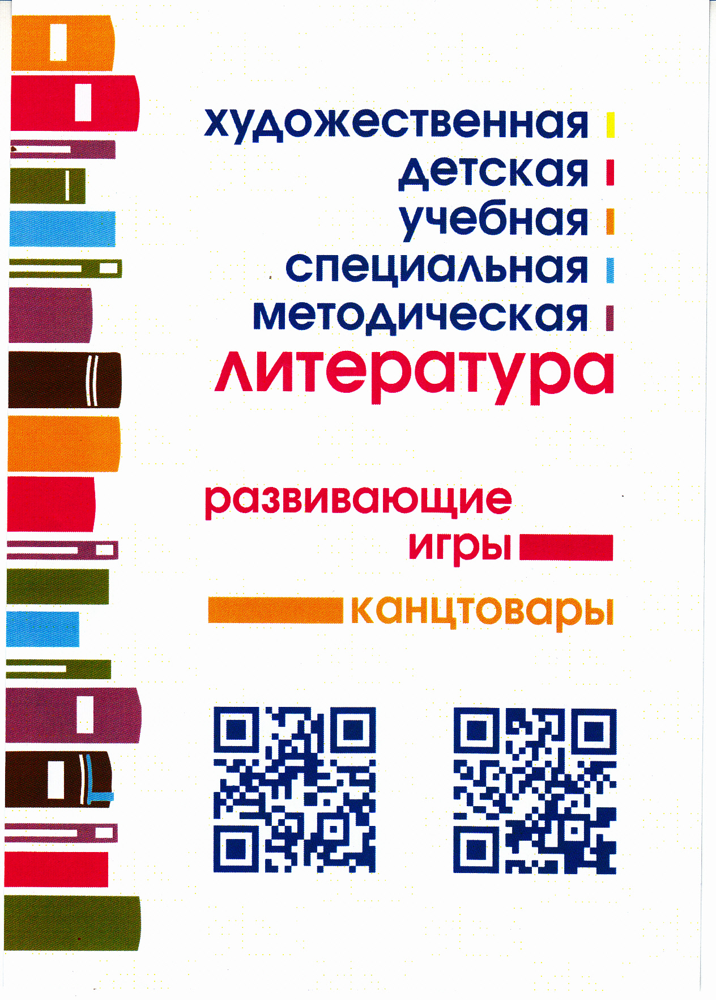 художественная
детская
учебная
специальная
методическая
литература
развивающие
игры
канцтовары